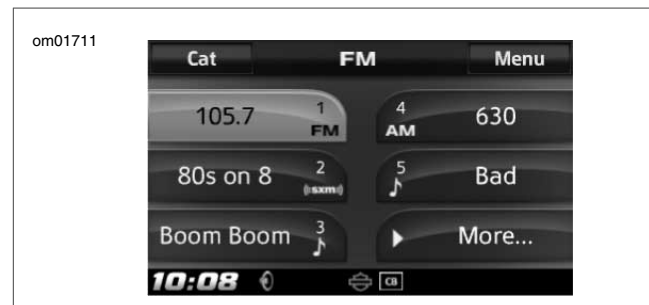 om01711
Cat FM Menu
105.7 1 FM
4 AM 630
80s on 8 2 ((sxm))
5 Bad
Boom Boom 3
More...
10:08 CB